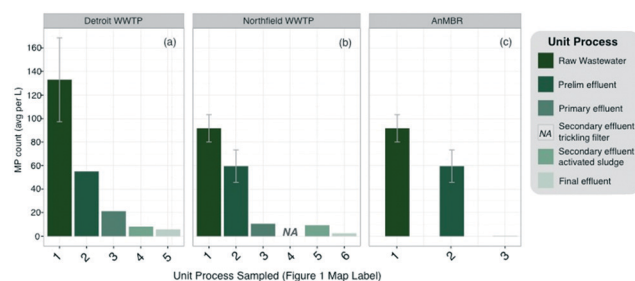 Detroit WWTP
Northfield WWTP
AnMBR
(a)
(b)
(c)
MP count (avg per L)
160
140
120
100
80
60
40
20
0
1 2 3 4 5
1 2 3 4 5 6
1 2 3
NA
Unit Process Sampled (Figure 1 Map Label)
Unit Process
Raw Wastewater
Prelim effluent
Primary effluent
NA
Secondary effluent
trickling filter
Secondary effluent
activated sludge
Final effluent